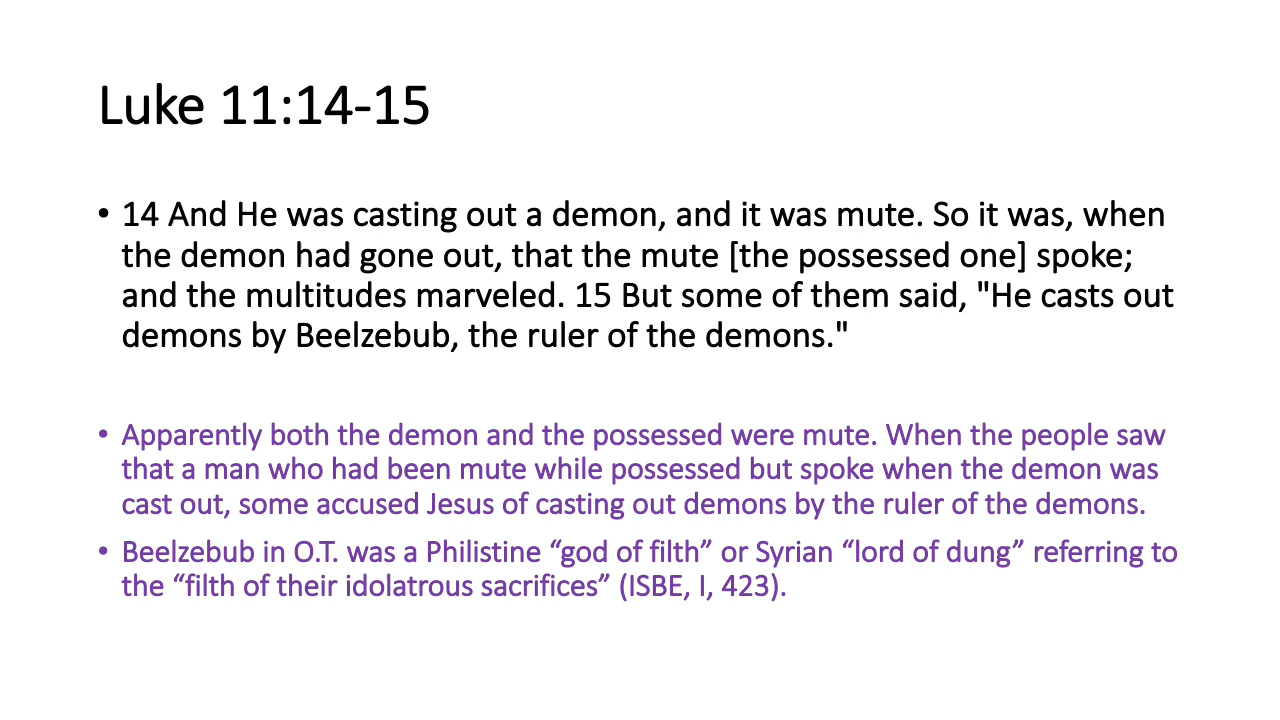 Luke 11:14-15
• 14 And He was casting out a demon, and it was mute. So it was, when
the demon had gone out, that the mute [the possessed one] spoke;
and the multitudes marveled. 15 But some of them said, "He casts out
demons by Beelzebub, the ruler of the demons."
• Apparently both the demon and the possessed were mute. When the people saw
that a man who had been mute while possessed but spoke when the demon was
cast out, some accused Jesus of casting out demons by the ruler of the demons.
• Beelzebub in O.T. was a Philistine “god of filth” or Syrian “lord of dung” referring to
the “filth of their idolatrous sacrifices” (ISBE, I, 423).